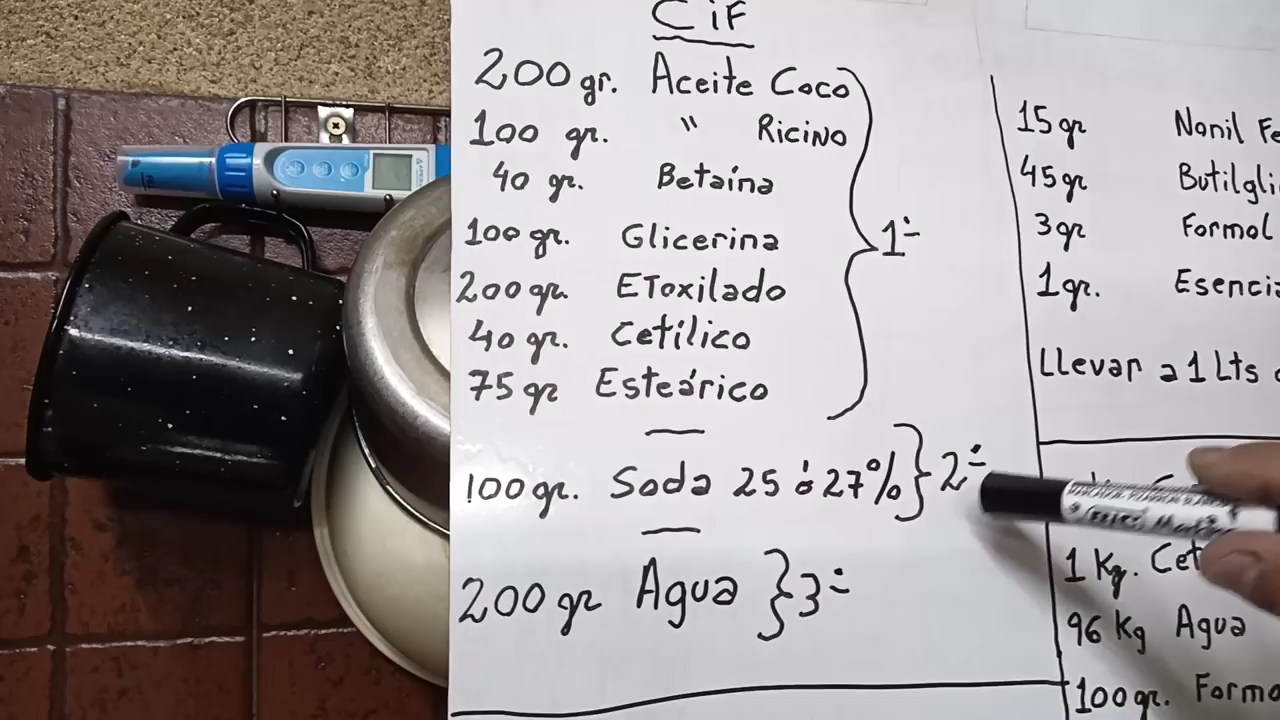 CiF
200 gr. Aceite Coco
100 gr. " Ricino
40 gr. Betaína
100 gr. Glicerina
200 gr. EToxilado
40 gr. Cetílico
75 gr Esteárico
1-
100 gr. Soda 25 ó 27% 2-
200 gr Agua 3-
15 gr Nonil
45 gr
3 gr Formol
1 gr.
Llevar a 1 Lts
1 Kg.
96 Kg Agua
100 gr.